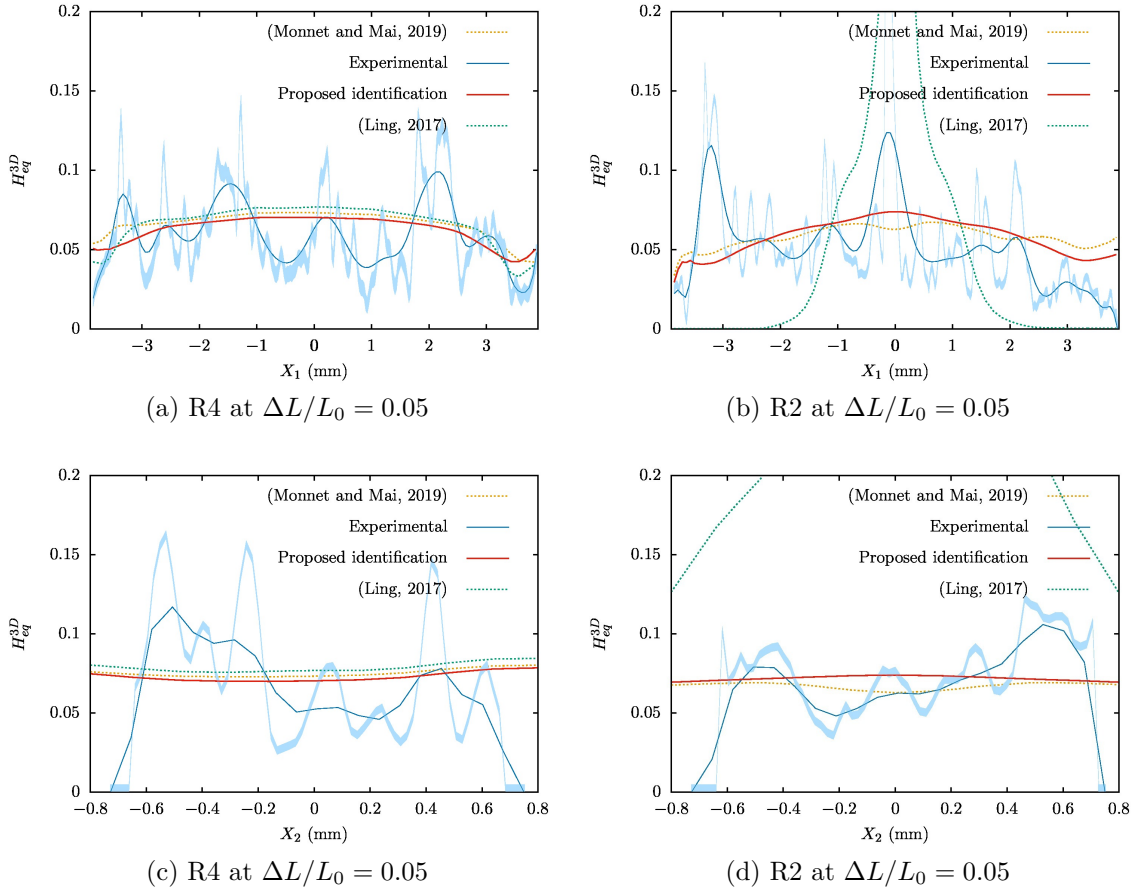 0.2
(Monnet and Mai, 2019)
Experimental
0.15
Proposed identification
(Ling, 2017)
0.1
H_{eq}^{3D}
0.05
0
−3 −2 −1 0 1 2 3
X_1 (mm)
(a) R4 at ΔL/L_0 = 0.05
0.2
(Monnet and Mai, 2019)
Experimental
0.15
Proposed identification
(Ling, 2017)
0.1
H_{eq}^{3D}
0.05
0
−3 −2 −1 0 1 2 3
X_1 (mm)
(b) R2 at ΔL/L_0 = 0.05
0.2
(Monnet and Mai, 2019)
Experimental
0.15
Proposed identification
(Ling, 2017)
0.1
H_{eq}^{3D}
0.05
0
−0.8 −0.6 −0.4 −0.2 0 0.2 0.4 0.6 0.8
X_2 (mm)
(c) R4 at ΔL/L_0 = 0.05
0.2
(Monnet and Mai, 2019)
Experimental
0.15
Proposed identification
(Ling, 2017)
0.1
H_{eq}^{3D}
0.05
0
−0.8 −0.6 −0.4 −0.2 0 0.2 0.4 0.6 0.8
X_2 (mm)
(d) R2 at ΔL/L_0 = 0.05